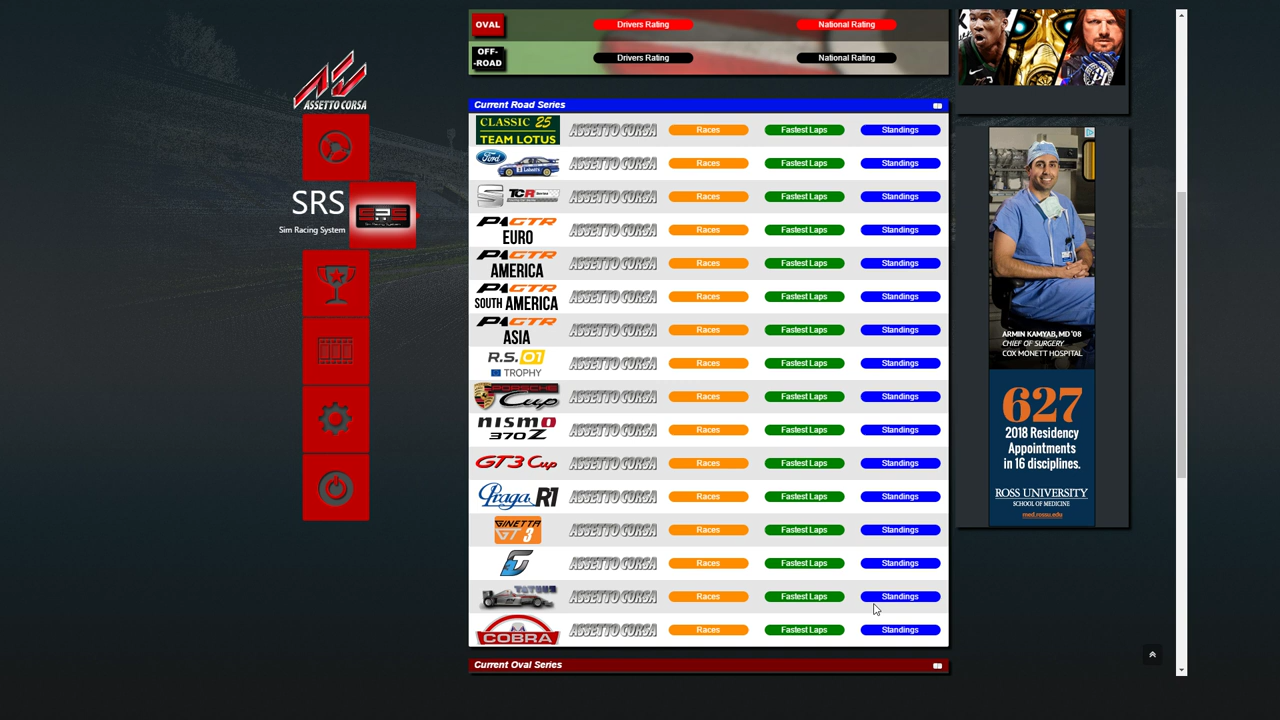 OVAL Drivers Rating National Rating
OFF-
-ROAD Drivers Rating National Rating
ASSETTO CORSA
SRS
Sim Racing System
Current Road Series
CLASSIC 25
TEAM LOTUS ASSETTO CORSA Races Fastest Laps Standings
Ford ASSETTO CORSA Races Fastest Laps Standings
TCR Series ASSETTO CORSA Races Fastest Laps Standings
P1 GTR
EURO ASSETTO CORSA Races Fastest Laps Standings
P1 GTR
AMERICA ASSETTO CORSA Races Fastest Laps Standings
P1 GTR
SOUTH AMERICA ASSETTO CORSA Races Fastest Laps Standings
P1 GTR
ASIA ASSETTO CORSA Races Fastest Laps Standings
R.S. 01
TROPHY ASSETTO CORSA Races Fastest Laps Standings
PORSCHE
Cup ASSETTO CORSA Races Fastest Laps Standings
nismo
370Z ASSETTO CORSA Races Fastest Laps Standings
GT3 Cup ASSETTO CORSA Races Fastest Laps Standings
Praga R1 ASSETTO CORSA Races Fastest Laps Standings
GINETTA
GT3 ASSETTO CORSA Races Fastest Laps Standings
ASSETTO CORSA Races Fastest Laps Standings
TATUUS ASSETTO CORSA Races Fastest Laps Standings
COBRA ASSETTO CORSA Races Fastest Laps Standings
Current Oval Series
ARMIN KAMYAB, MD '08
CHIEF OF SURGERY
COX MONETT HOSPITAL
627
2018 Residency
Appointments
in 16 disciplines.
ROSS UNIVERSITY
SCHOOL OF MEDICINE
med.rossu.edu